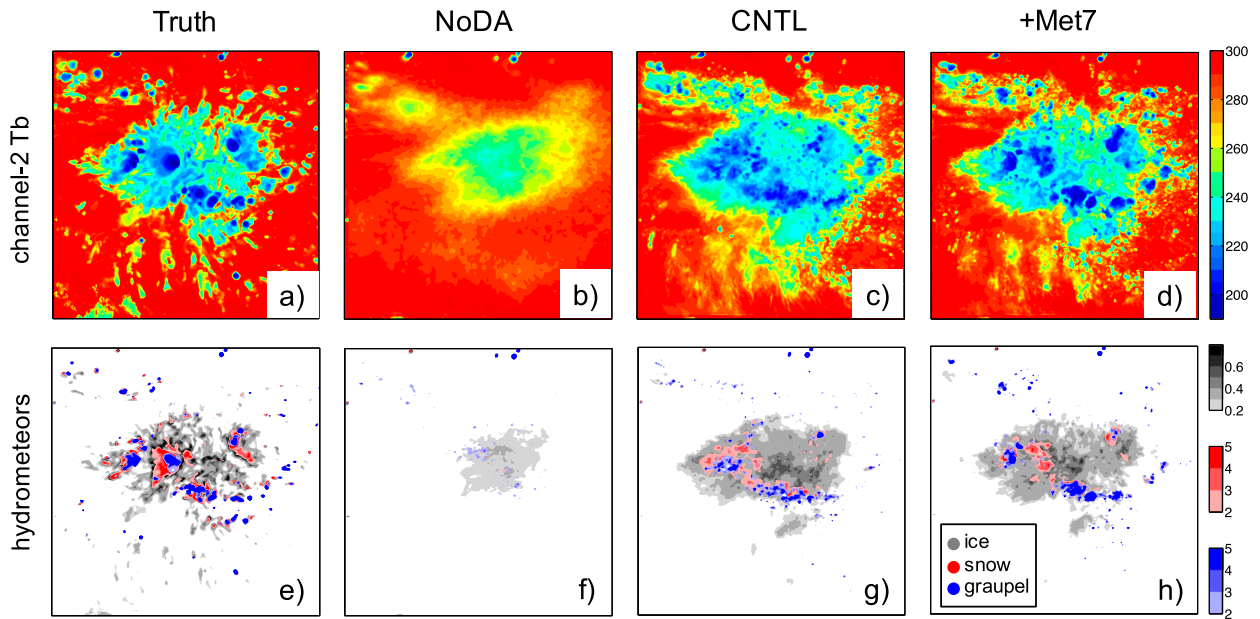 Truth NoDA CNTL +Met7
channel-2 Tb
a) b) c) d)
300
280
260
240
220
200
hydrometeors
e) f) g) h)
ice
snow
graupel
0.6
0.4
0.2
5
4
3
2
5
4
3
2